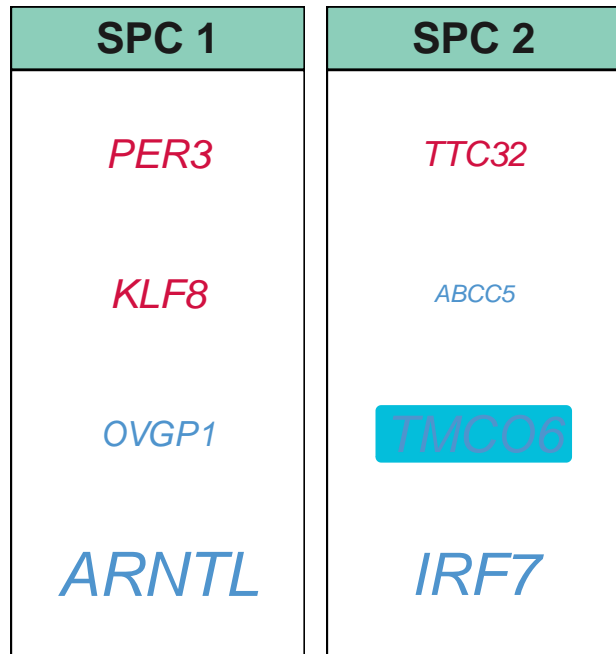 SPC 1
PER3
KLF8
OVGP1
ARNTL
SPC 2
TTC32
ABCC5
TMCO6
IRF7